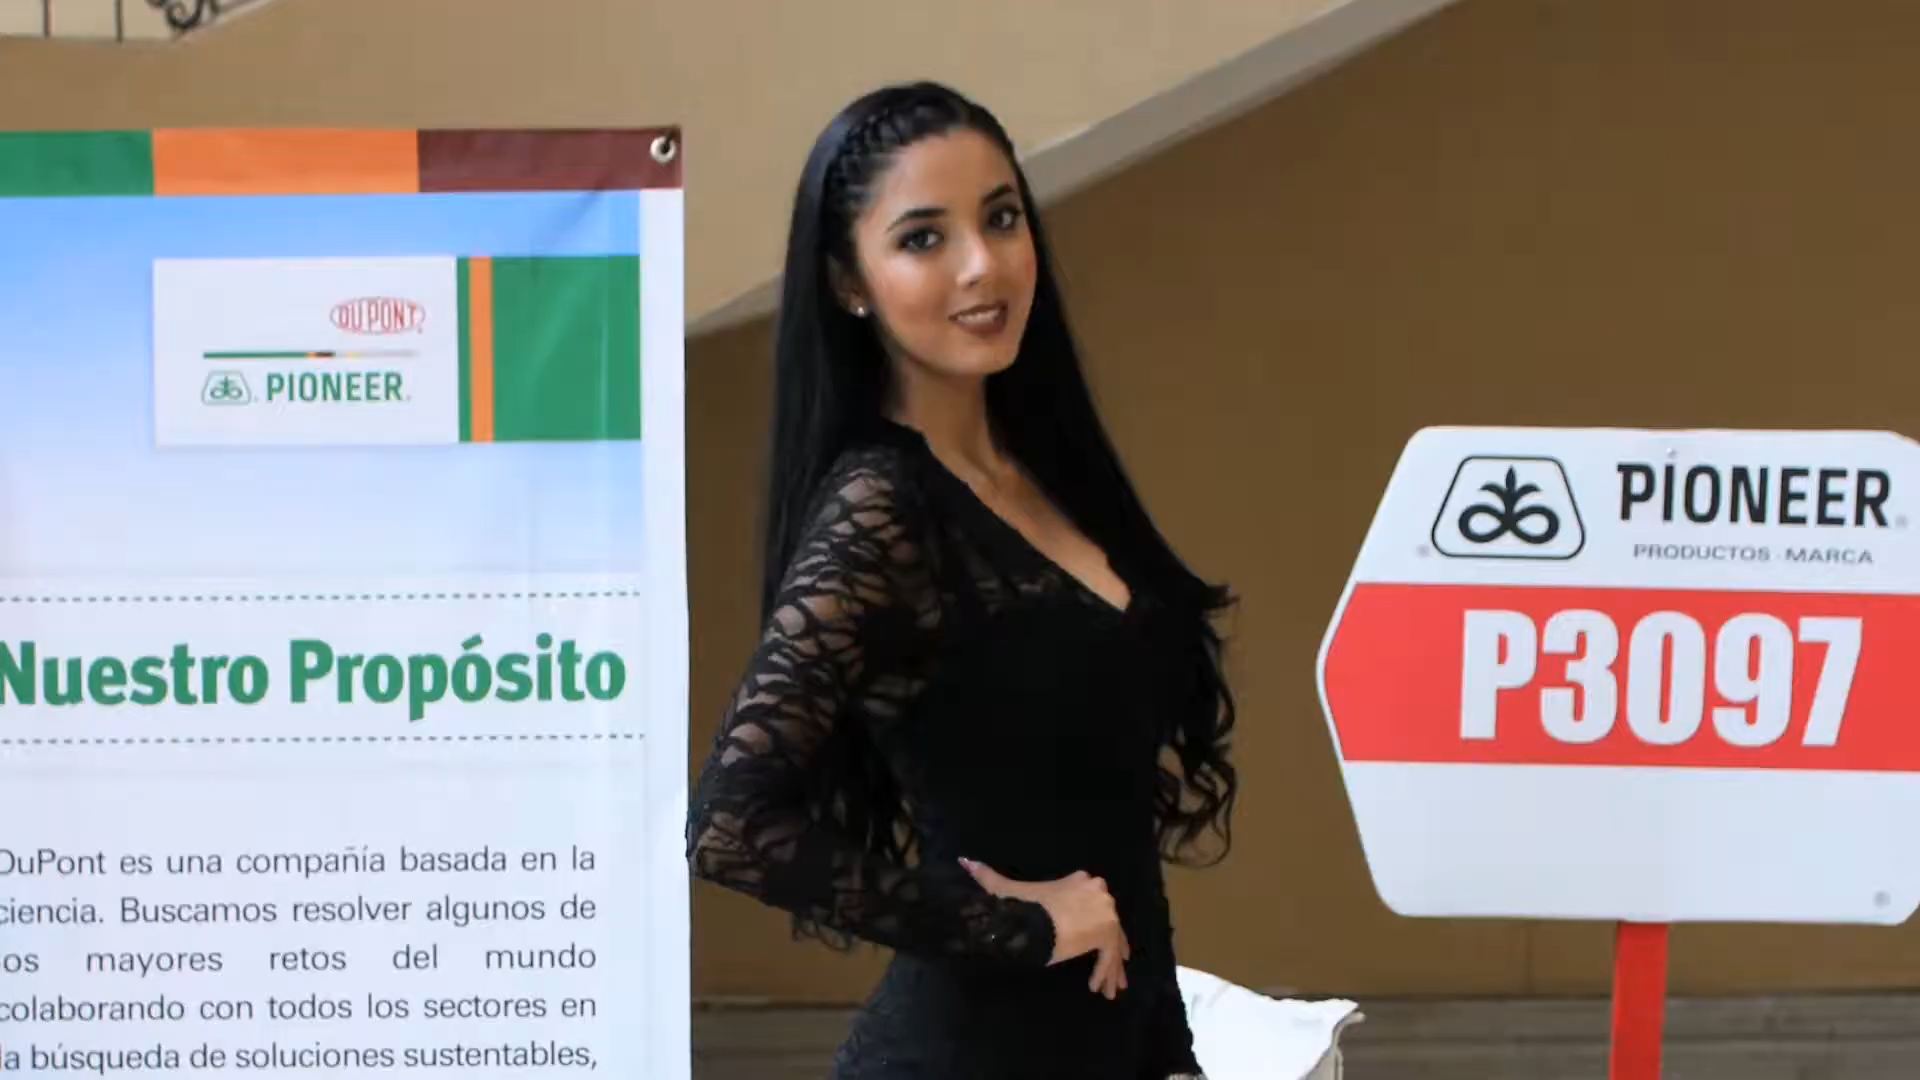 DUPONT
PIONEER®
Nuestro Propósito
DuPont es una compañía basada en la
ciencia. Buscamos resolver algunos de
los mayores retos del mundo
colaborando con todos los sectores en
la búsqueda de soluciones sustentables,
PIONEER®
PRODUCTOS - MARCA
P3097